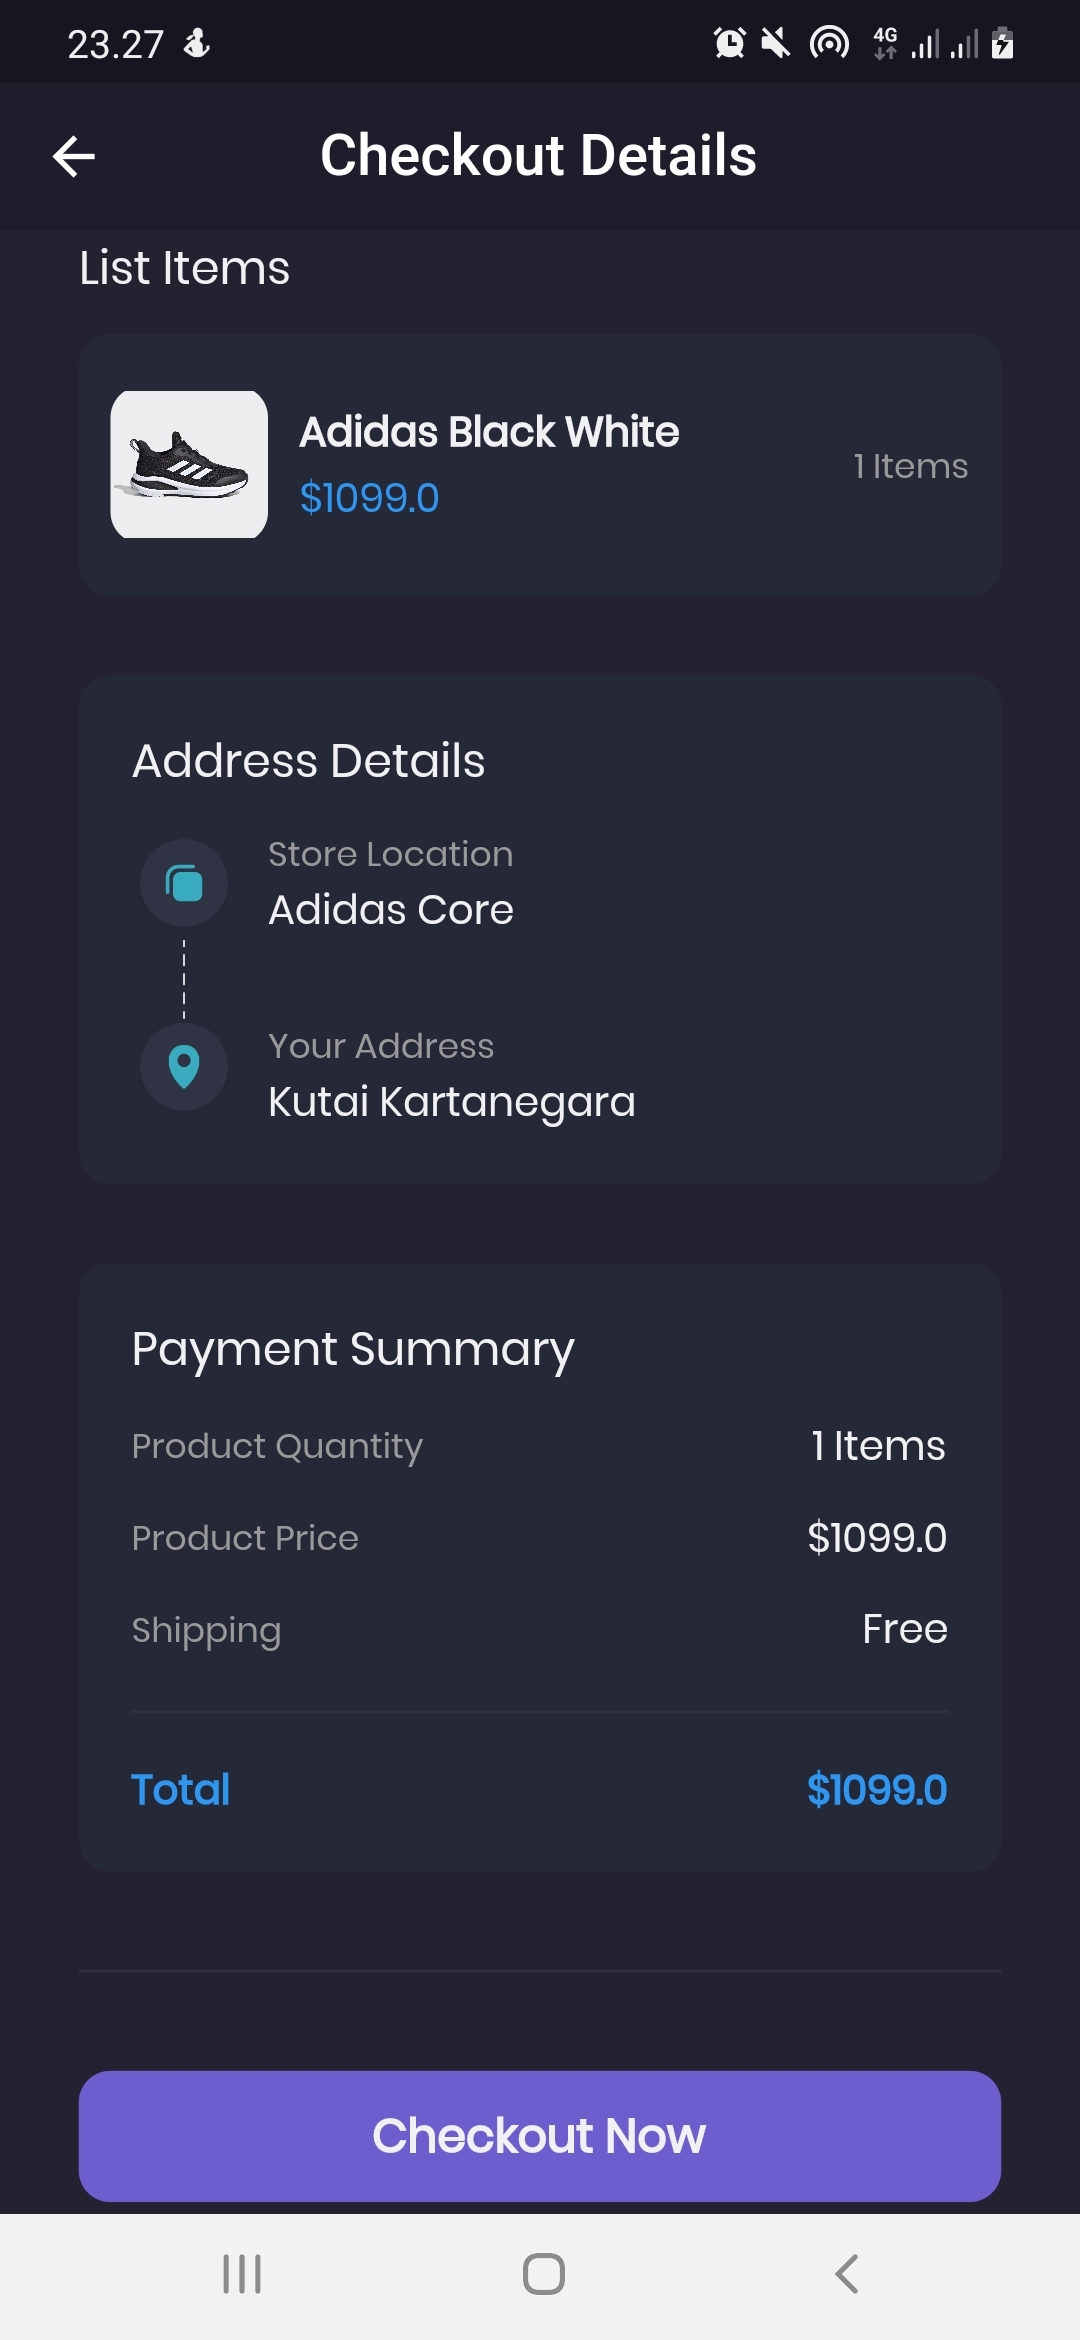 23.27
4G
Checkout Details
List Items
Adidas Black White
$1099.0
1 Items
Address Details
Store Location
Adidas Core
Your Address
Kutai Kartanegara
Payment Summary
Product Quantity 1 Items
Product Price $1099.0
Shipping Free
Total $1099.0
Checkout Now